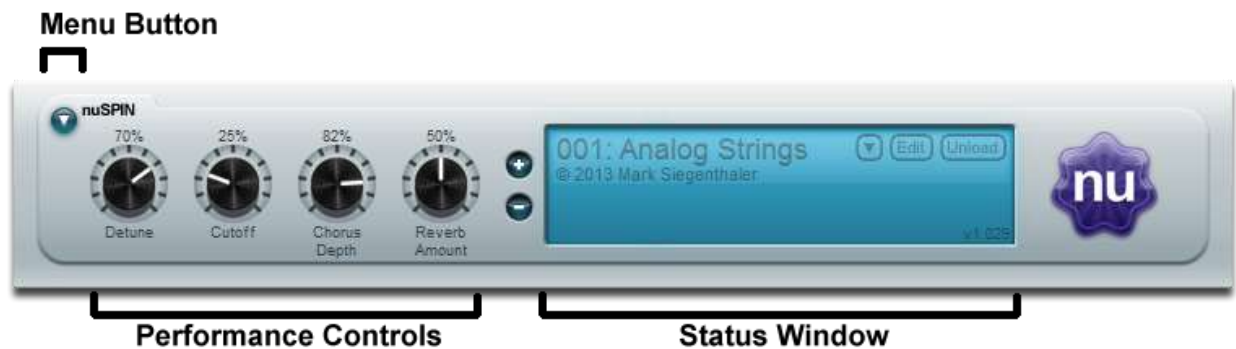 Menu Button
nuSPIN
70% 25% 82% 50%
Detune Cutoff Chorus Depth Reverb Amount
001: Analog Strings
Edit Unload
© 2013 Mark Siegenthaler
v1.029
nu
Performance Controls Status Window